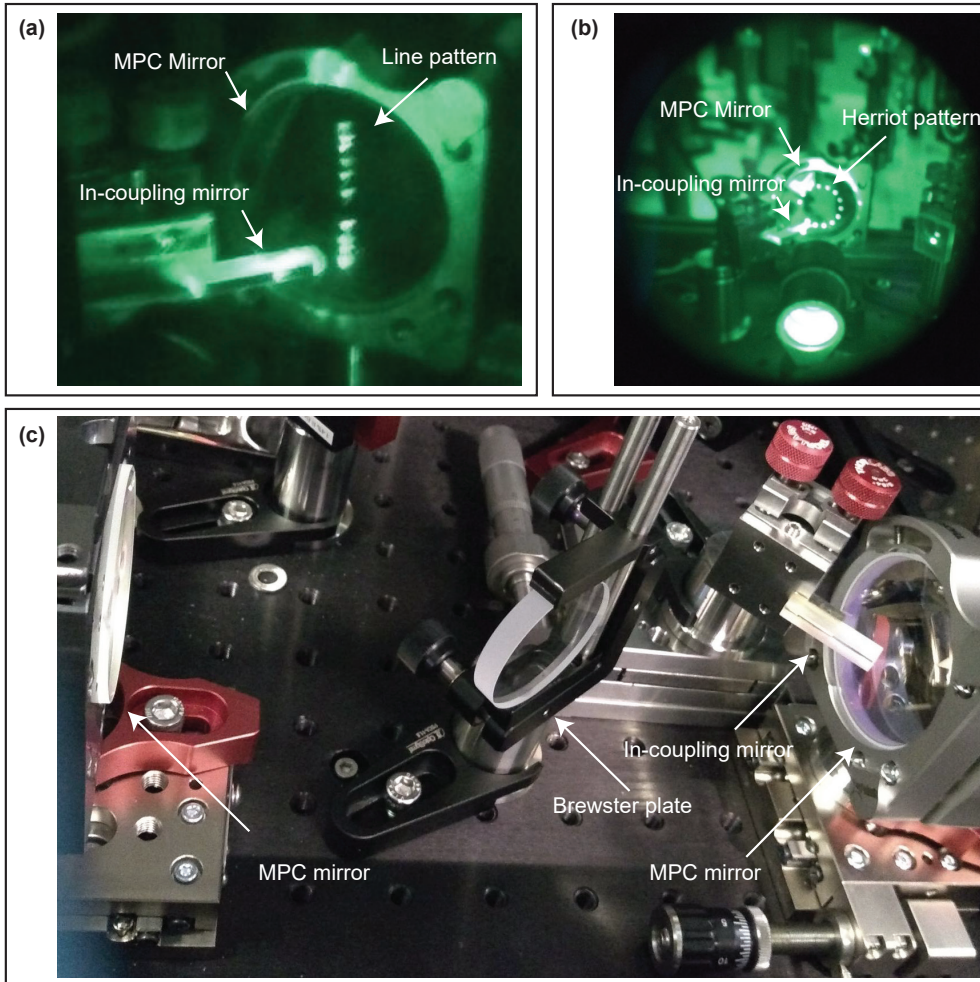 (a)
MPC Mirror
Line pattern
In-coupling mirror
(b)
MPC Mirror
Herriot pattern
In-coupling mirror
(c)
In-coupling mirror
Brewster plate
MPC mirror
MPC mirror